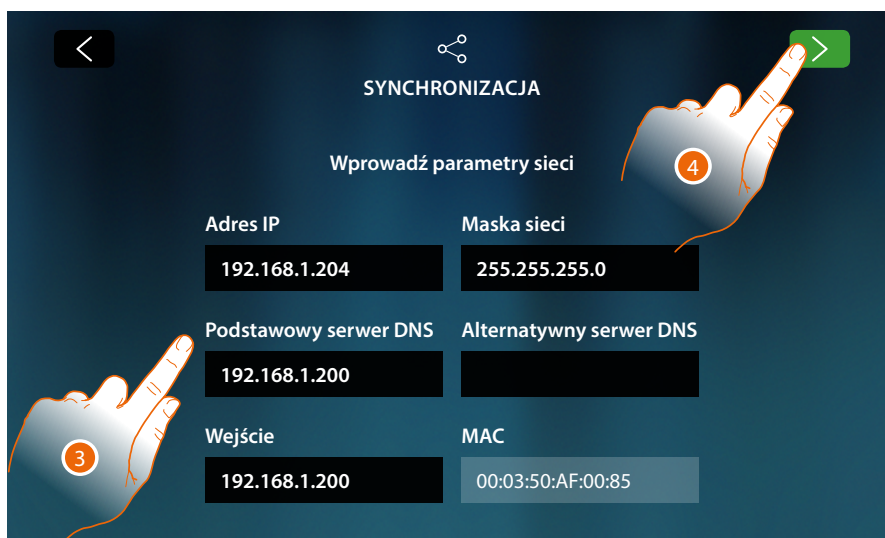 SYNCHRONIZACJA
Wprowadź parametry sieci
4
Adres IP
Maska sieci
192.168.1.204
255.255.255.0
Podstawowy serwer DNS
Alternatywny serwer DNS
192.168.1.200
Wejście
MAC
3
192.168.1.200
00:03:50:AF:00:85